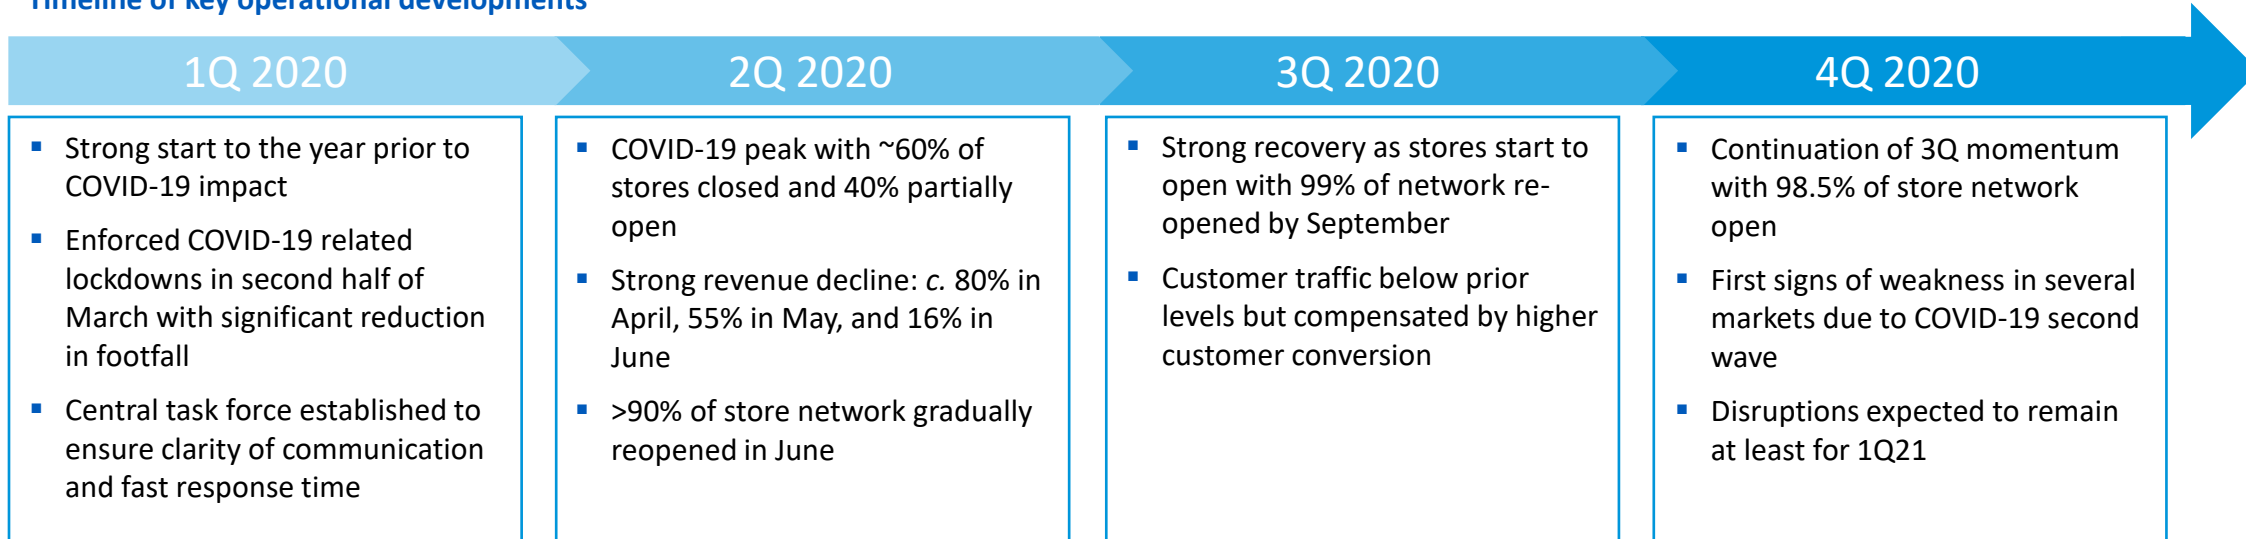 Timeline of key operational developments
1Q 2020
2Q 2020
3Q 2020
4Q 2020
▪ Strong start to the year prior to
COVID-19 impact
▪ Enforced COVID-19 related
lockdowns in second half of
March with significant reduction
in footfall
▪ Central task force established to
ensure clarity of communication
and fast response time
▪ COVID-19 peak with ~60% of
stores closed and 40% partially
open
▪ Strong revenue decline: c. 80% in
April, 55% in May, and 16% in
June
▪ >90% of store network gradually
reopened in June
▪ Strong recovery as stores start to
open with 99% of network re-
opened by September
▪ Customer traffic below prior
levels but compensated by higher
customer conversion
▪ Continuation of 3Q momentum
with 98.5% of store network
open
▪ First signs of weakness in several
markets due to COVID-19 second
wave
▪ Disruptions expected to remain
at least for 1Q21